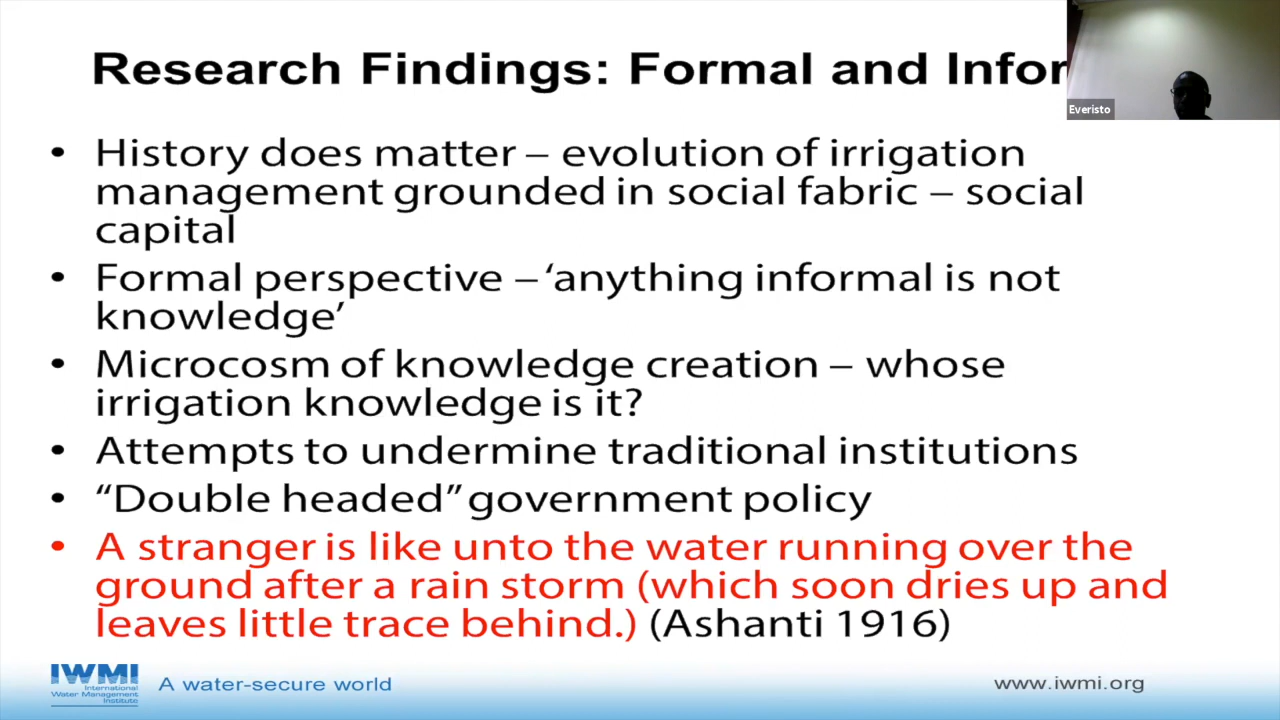 Research Findings: Formal and Infor
Everisto
• History does matter – evolution of irrigation
management grounded in social fabric – social
capital
• Formal perspective – ‘anything informal is not
knowledge’
• Microcosm of knowledge creation – whose
irrigation knowledge is it?
• Attempts to undermine traditional institutions
• “Double headed” government policy
• A stranger is like unto the water running over the
ground after a rain storm (which soon dries up and
leaves little trace behind.) (Ashanti 1916)
IWMI
International
Water Management
Institute
A water-secure world
www.iwmi.org